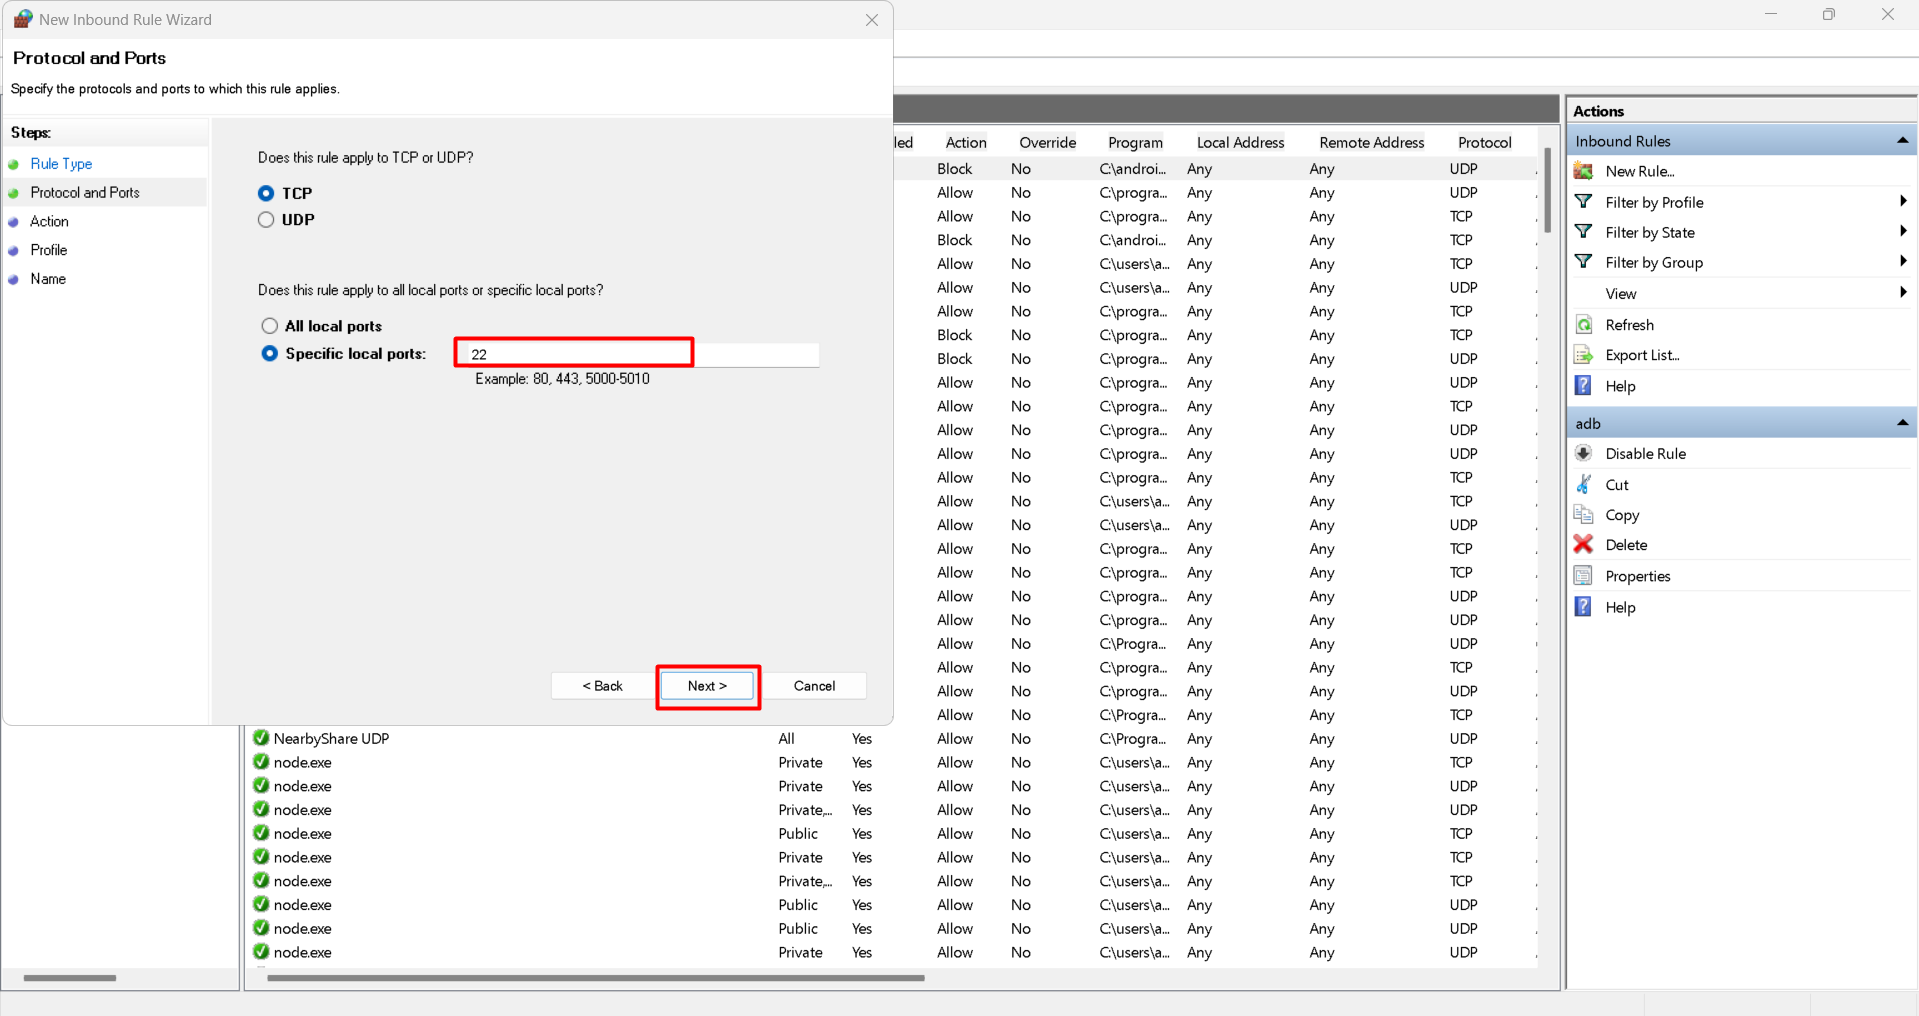 New Inbound Rule Wizard
Protocol and Ports
Specify the protocols and ports to which this rule applies.
Steps:
Rule Type
Protocol and Ports
Action
Profile
Name
Does this rule apply to TCP or UDP?
TCP
UDP
Does this rule apply to all local ports or specific local ports?
All local ports
Specific local ports: 22
Example: 80, 443, 5000-5010
< Back Next > Cancel
led Action Override Program Local Address Remote Address Protocol
Block No C:\androi... Any Any UDP
Allow No C:\progra... Any Any UDP
Allow No C:\progra... Any Any TCP
Block No C:\androi... Any Any TCP
Allow No C:\users\a... Any Any TCP
Allow No C:\users\a... Any Any UDP
Allow No C:\progra... Any Any TCP
Block No C:\progra... Any Any TCP
Block No C:\progra... Any Any UDP
Allow No C:\progra... Any Any UDP
Allow No C:\progra... Any Any TCP
Allow No C:\progra... Any Any UDP
Allow No C:\progra... Any Any UDP
Allow No C:\progra... Any Any TCP
Allow No C:\users\a... Any Any TCP
Allow No C:\users\a... Any Any UDP
Allow No C:\progra... Any Any TCP
Allow No C:\progra... Any Any TCP
Allow No C:\progra... Any Any UDP
Allow No C:\progra... Any Any UDP
Allow No C:\Progra... Any Any UDP
Allow No C:\progra... Any Any TCP
Allow No C:\progra... Any Any UDP
Allow No C:\Progra... Any Any TCP
NearbyShare UDP All Yes Allow No C:\Progra... Any Any UDP
node.exe Private Yes Allow No C:\users\a... Any Any TCP
node.exe Private Yes Allow No C:\users\a... Any Any UDP
node.exe Private,... Yes Allow No C:\users\a... Any Any UDP
node.exe Public Yes Allow No C:\users\a... Any Any TCP
node.exe Private Yes Allow No C:\users\a... Any Any TCP
node.exe Private,... Yes Allow No C:\users\a... Any Any TCP
node.exe Public Yes Allow No C:\users\a... Any Any UDP
node.exe Public Yes Allow No C:\users\a... Any Any UDP
node.exe Private Yes Allow No C:\users\a... Any Any UDP
Actions
Inbound Rules
New Rule...
Filter by Profile
Filter by State
Filter by Group
View
Refresh
Export List...
Help
adb
Disable Rule
Cut
Copy
Delete
Properties
Help